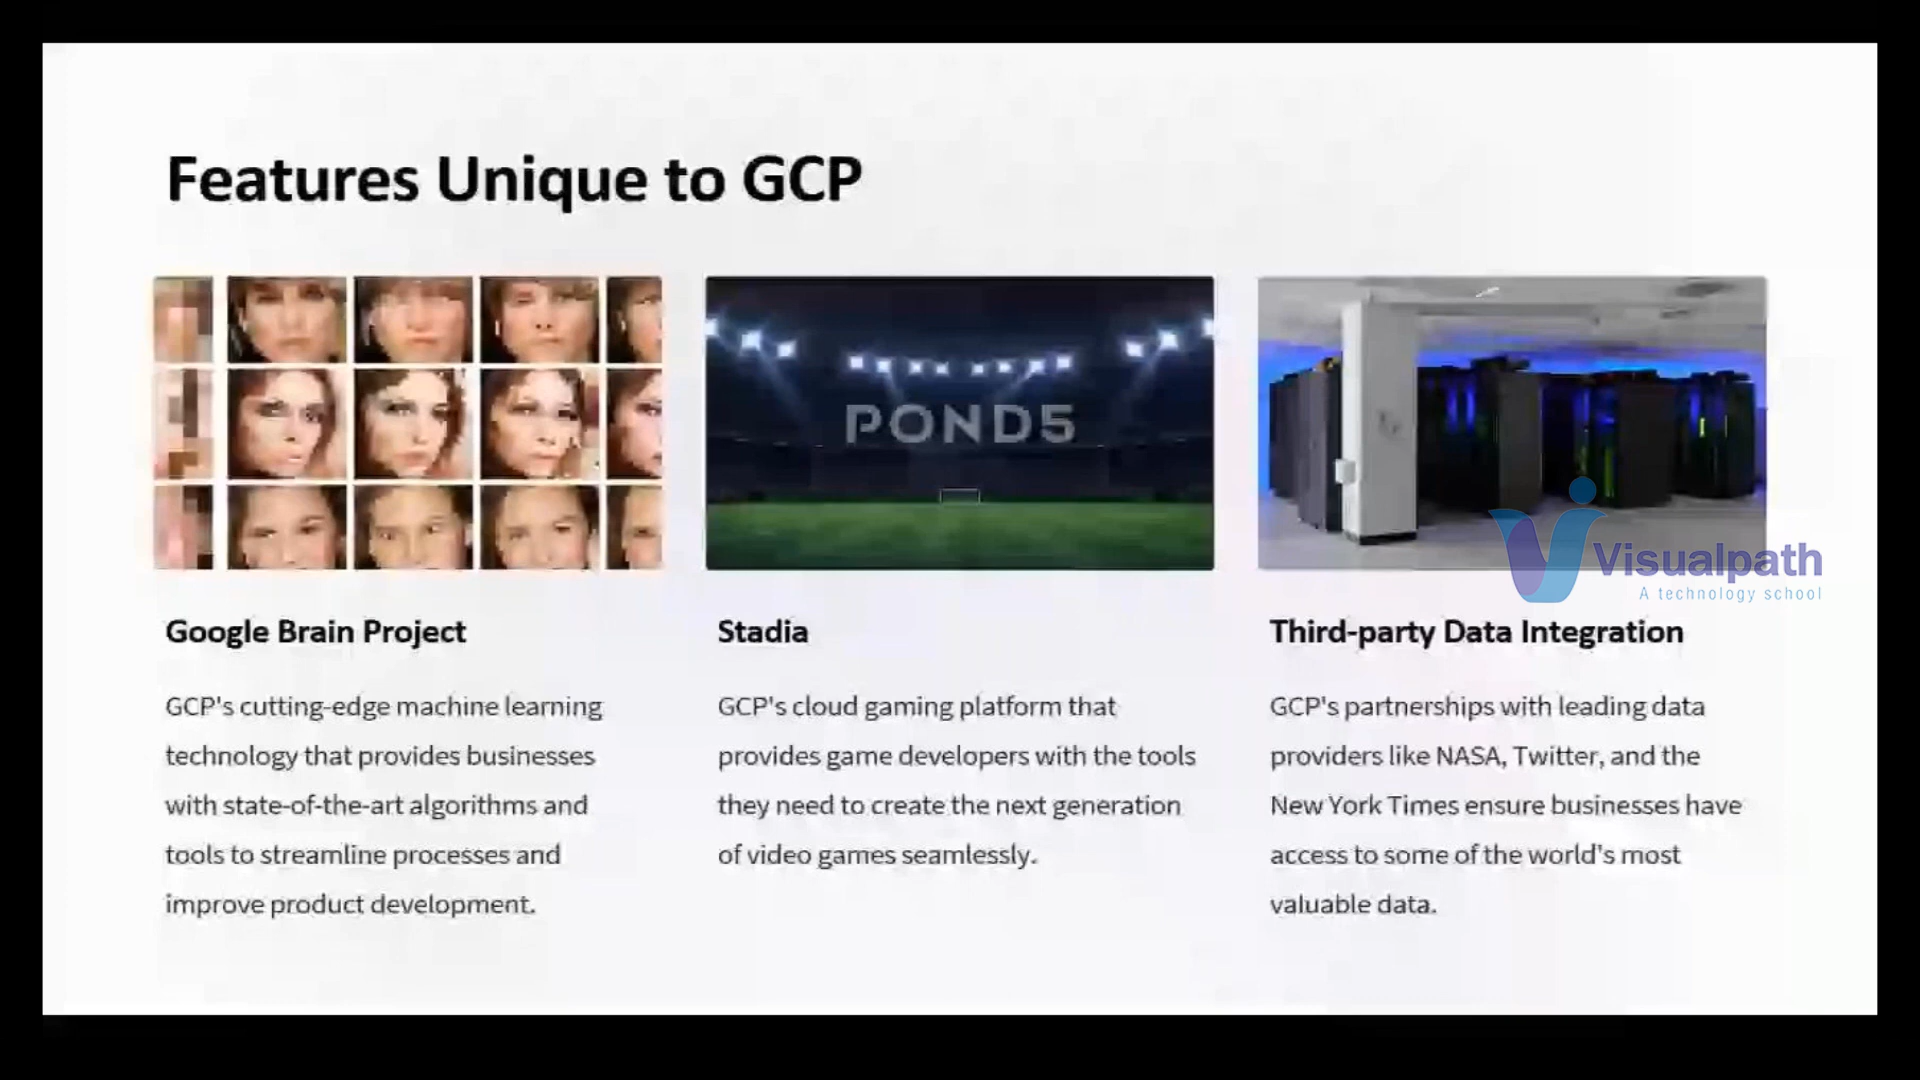 Features Unique to GCP
POND5
Visualpath
A technology school
Google Brain Project
GCP's cutting-edge machine learning
technology that provides businesses
with state-of-the-art algorithms and
tools to streamline processes and
improve product development.
Stadia
GCP's cloud gaming platform that
provides game developers with the tools
they need to create the next generation
of video games seamlessly.
Third-party Data Integration
GCP's partnerships with leading data
providers like NASA, Twitter, and the
New York Times ensure businesses have
access to some of the world's most
valuable data.